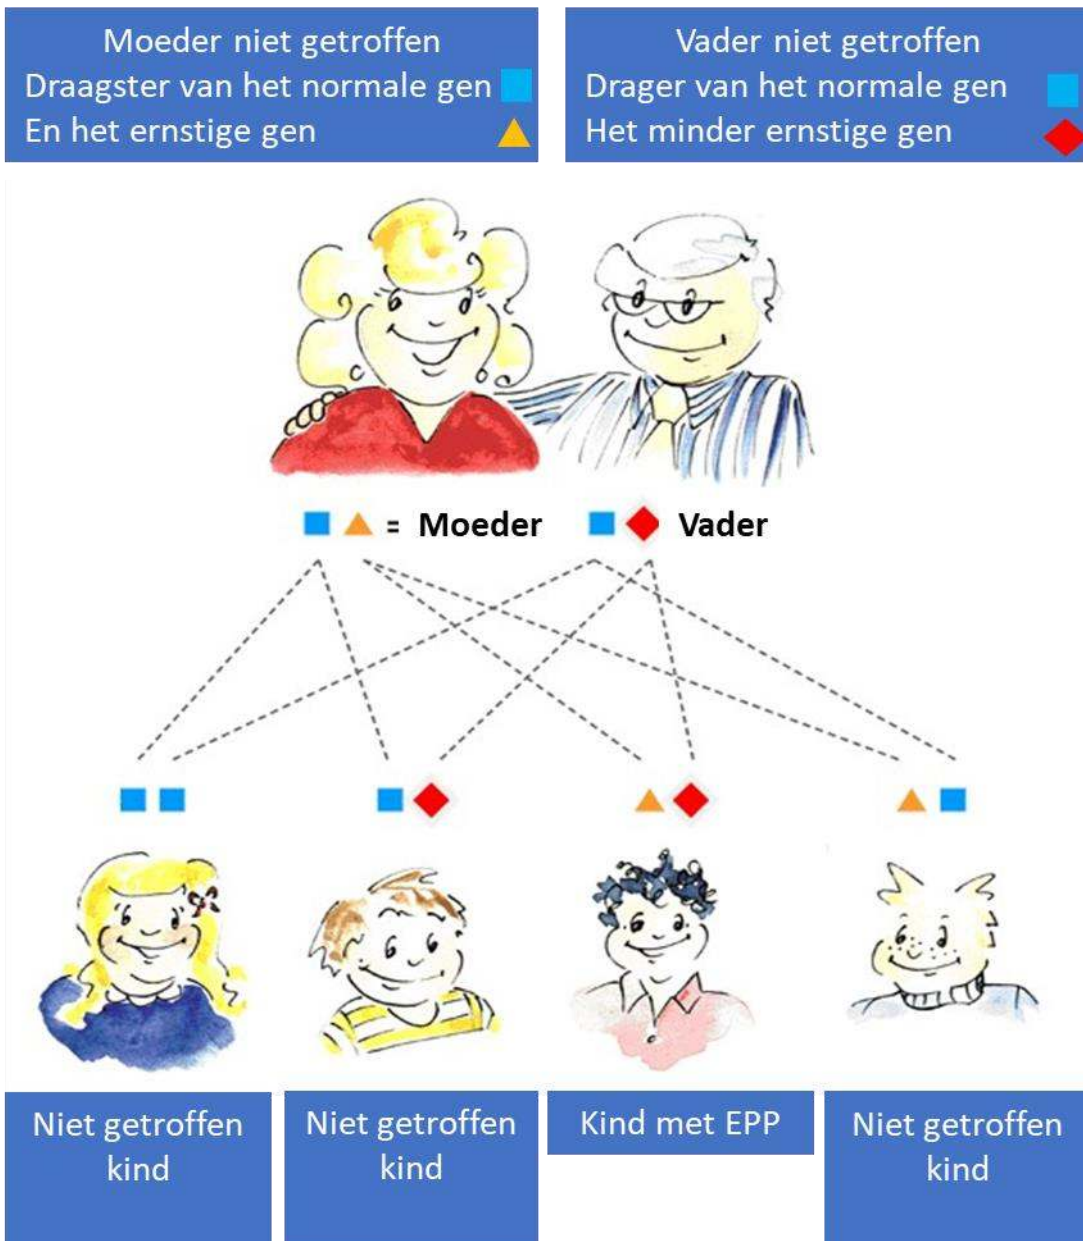 Moeder niet getroffen
Draagster van het normale gen
En het ernstige gen
Vader niet getroffen
Drager van het normale gen
Het minder ernstige gen
= Moeder
Vader
Niet getroffen
kind
Niet getroffen
kind
Kind met EPP
Niet getroffen
kind